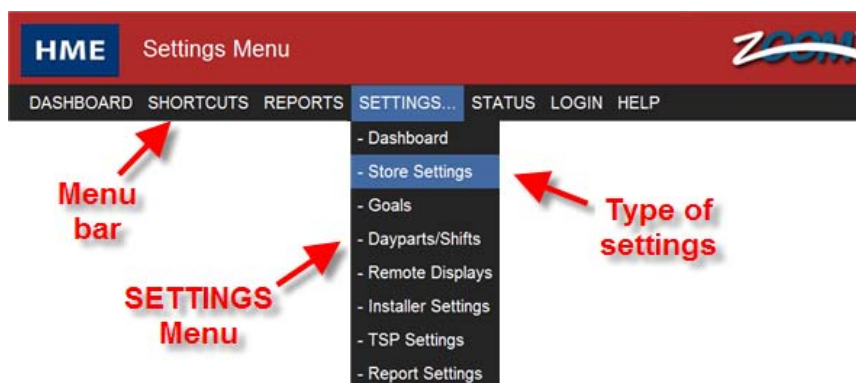 HME Settings Menu ZOOM
DASHBOARD SHORTCUTS REPORTS SETTINGS... STATUS LOGIN HELP
- Dashboard
- Store Settings
- Goals
- Dayparts/Shifts
- Remote Displays
- Installer Settings
- TSP Settings
- Report Settings
Menu
bar
SETTINGS
Menu
Type of
settings